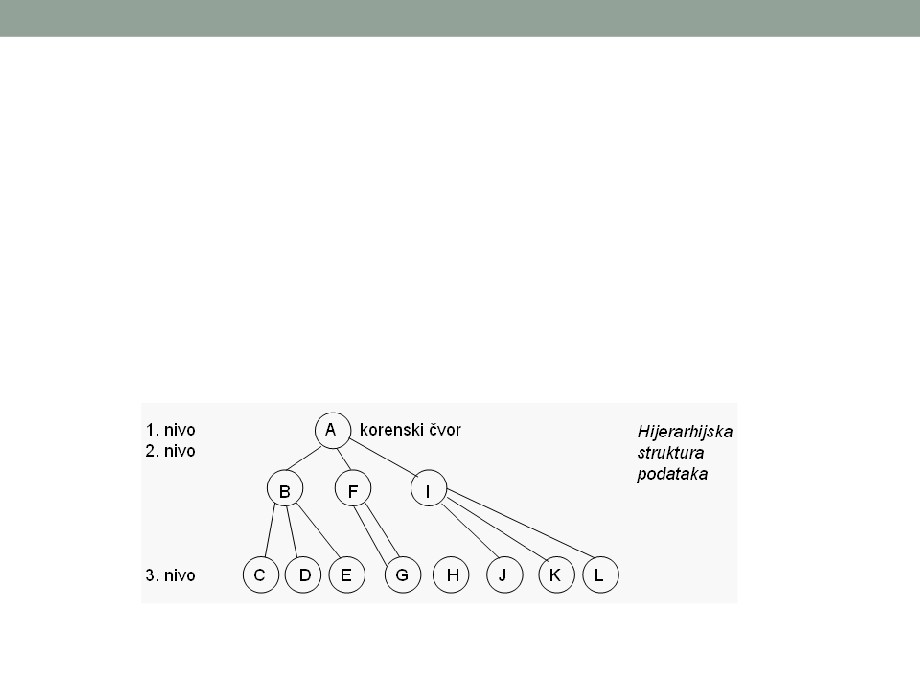 1. nivo
A korenski čvor
Hijerarhijska
2. nivo
struktura
podataka
B F I
3. nivo
C D E G H J K L